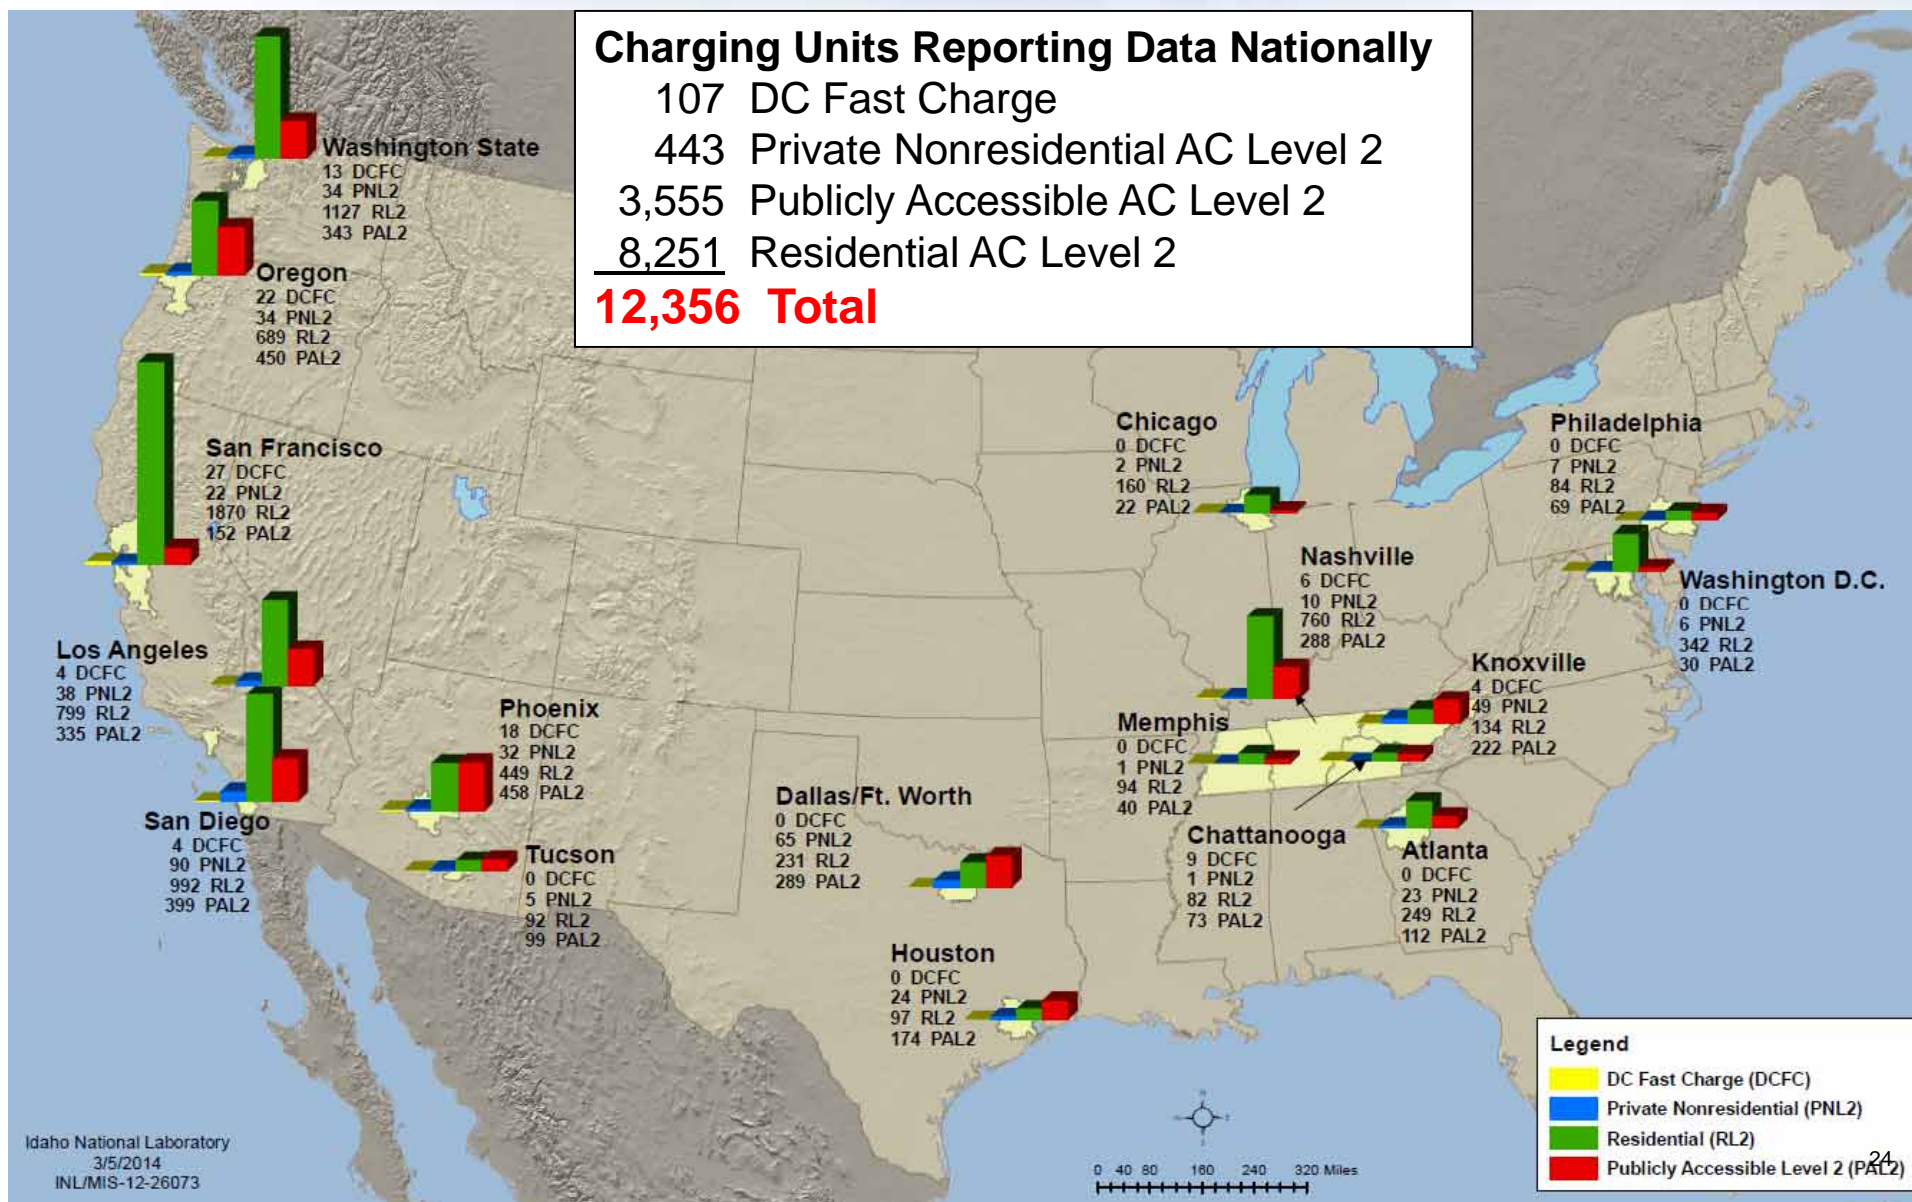 Charging Units Reporting Data Nationally
107 DC Fast Charge
443 Private Nonresidential AC Level 2
3,555 Publicly Accessible AC Level 2
8,251 Residential AC Level 2
12,356 Total
Washington State
13 DCFC
34 PNL2
1127 RL2
343 PAL2
Oregon
22 DCFC
34 PNL2
689 RL2
450 PAL2
San Francisco
27 DCFC
22 PNL2
1870 RL2
152 PAL2
Los Angeles
4 DCFC
38 PNL2
799 RL2
335 PAL2
San Diego
4 DCFC
90 PNL2
992 RL2
399 PAL2
Phoenix
18 DCFC
32 PNL2
449 RL2
458 PAL2
Tucson
0 DCFC
5 PNL2
92 RL2
99 PAL2
Dallas/Ft. Worth
0 DCFC
65 PNL2
231 RL2
289 PAL2
Houston
0 DCFC
24 PNL2
97 RL2
174 PAL2
Chicago
0 DCFC
2 PNL2
160 RL2
22 PAL2
Nashville
6 DCFC
10 PNL2
760 RL2
288 PAL2
Memphis
0 DCFC
1 PNL2
94 RL2
40 PAL2
Chattanooga
9 DCFC
1 PNL2
82 RL2
73 PAL2
Knoxville
4 DCFC
49 PNL2
134 RL2
222 PAL2
Atlanta
0 DCFC
23 PNL2
249 RL2
112 PAL2
Philadelphia
0 DCFC
7 PNL2
84 RL2
69 PAL2
Washington D.C.
0 DCFC
6 PNL2
342 RL2
30 PAL2
Legend
DC Fast Charge (DCFC)
Private Nonresidential (PNL2)
Residential (RL2)
Publicly Accessible Level 2 (PAL2)
24
0 40 80 160 240 320 Miles
Idaho National Laboratory
3/5/2014
INL/MIS-12-26073